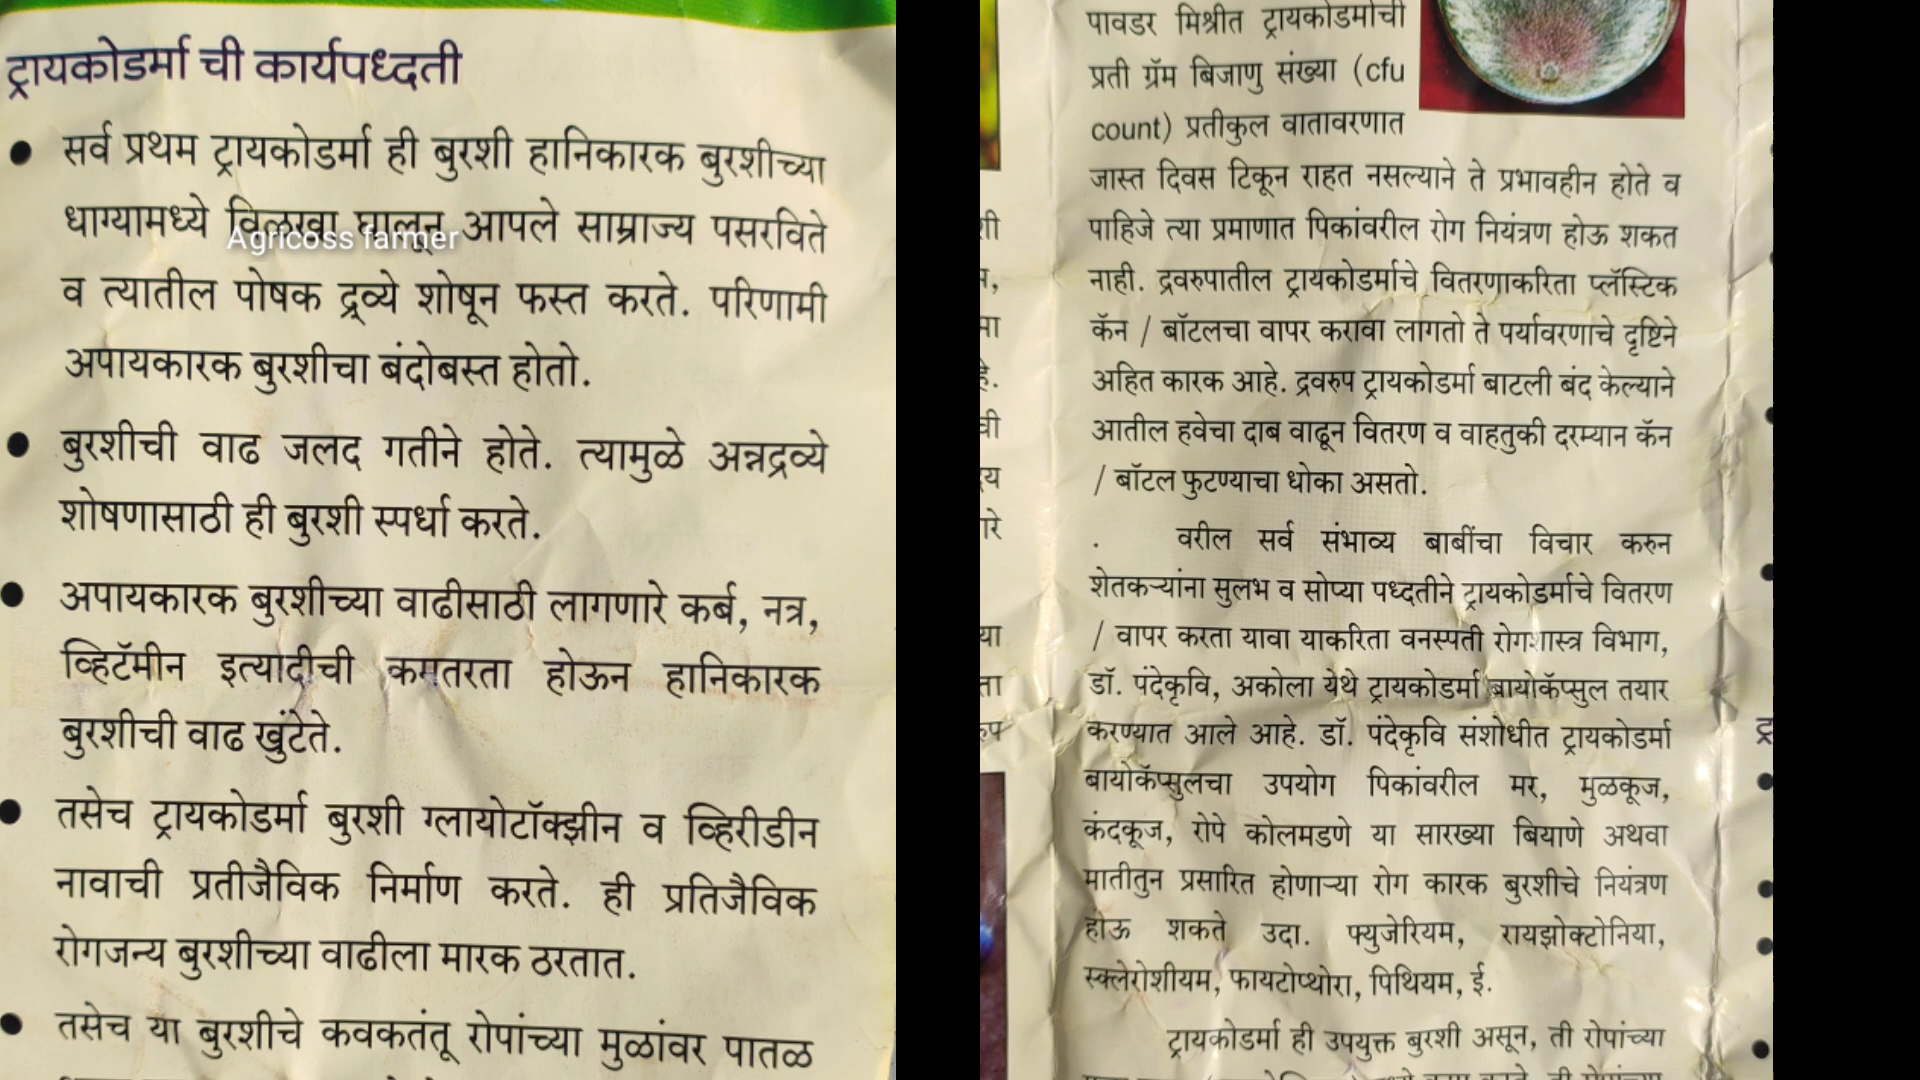 ट्रायकोडर्मा ची कार्यपध्दती
सर्व प्रथम ट्रायकोडर्मा ही बुरशी हानिकारक बुरशीच्या
धाग्यामध्ये विळखा घालून आपले साम्राज्य पसरविते
Agricoss farmer
व त्यातील पोषक द्रव्ये शोषून फस्त करते. परिणामी
अपायकारक बुरशीचा बंदोबस्त होतो.
बुरशीची वाढ जलद गतीने होते. त्यामुळे अन्नद्रव्ये
शोषणासाठी ही बुरशी स्पर्धा करते.
अपायकारक बुरशीच्या वाढीसाठी लागणारे कर्ब, नत्र,
व्हिटॅमीन इत्यादीची कमतरता होऊन हानिकारक
बुरशीची वाढ खुंटेते.
तसेच ट्रायकोडर्मा बुरशी ग्लायोटॉक्झीन व व्हिरीडीन
नावाची प्रतीजैविक निर्माण करते. ही प्रतिजैविक
रोगजन्य बुरशीच्या वाढीला मारक ठरतात.
तसेच या बुरशीचे कवकतंतू रोपांच्या मुळांवर पातळ
पावडर मिश्रीत ट्रायकोडर्माची
प्रती ग्रॅम बिजाणु संख्या (cfu
count) प्रतीकुल वातावरणात
जास्त दिवस टिकून राहत नसल्याने ते प्रभावहीन होते व
पाहिजे त्या प्रमाणात पिकांवरील रोग नियंत्रण होऊ शकत
नाही. द्रवरुपातील ट्रायकोडर्माचे वितरणाकरिता प्लॅस्टिक
कॅन / बॉटलचा वापर करावा लागतो ते पर्यावरणाचे दृष्टिने
अहित कारक आहे. द्रवरुप ट्रायकोडर्मा बाटली बंद केल्याने
आतील हवेचा दाब वाढून वितरण व वाहतुकी दरम्यान कॅन
/ बॉटल फुटण्याचा धोका असतो.
. वरील सर्व संभाव्य बाबींचा विचार करुन
शेतकऱ्यांना सुलभ व सोप्या पध्दतीने ट्रायकोडर्माचे वितरण
/ वापर करता यावा याकरिता वनस्पती रोगशास्त्र विभाग,
डॉ. पंदेकृवि, अकोला येथे ट्रायकोडर्मा बायोकॅप्सुल तयार
करण्यात आले आहे. डॉ. पंदेकृवि संशोधीत ट्रायकोडर्मा
बायोकॅप्सुलचा उपयोग पिकांवरील मर, मुळकूज,
कंदकूज, रोपे कोलमडणे या सारख्या बियाणे अथवा
मातीतुन प्रसारित होणाऱ्या रोग कारक बुरशीचे नियंत्रण
होऊ शकते उदा. फ्युजेरियम, रायझोक्टोनिया,
स्क्लेरोशीयम, फायटोप्थोरा, पिथियम, ई.
ट्रायकोडर्मा ही उपयुक्त बुरशी असून, ती रोपांच्या